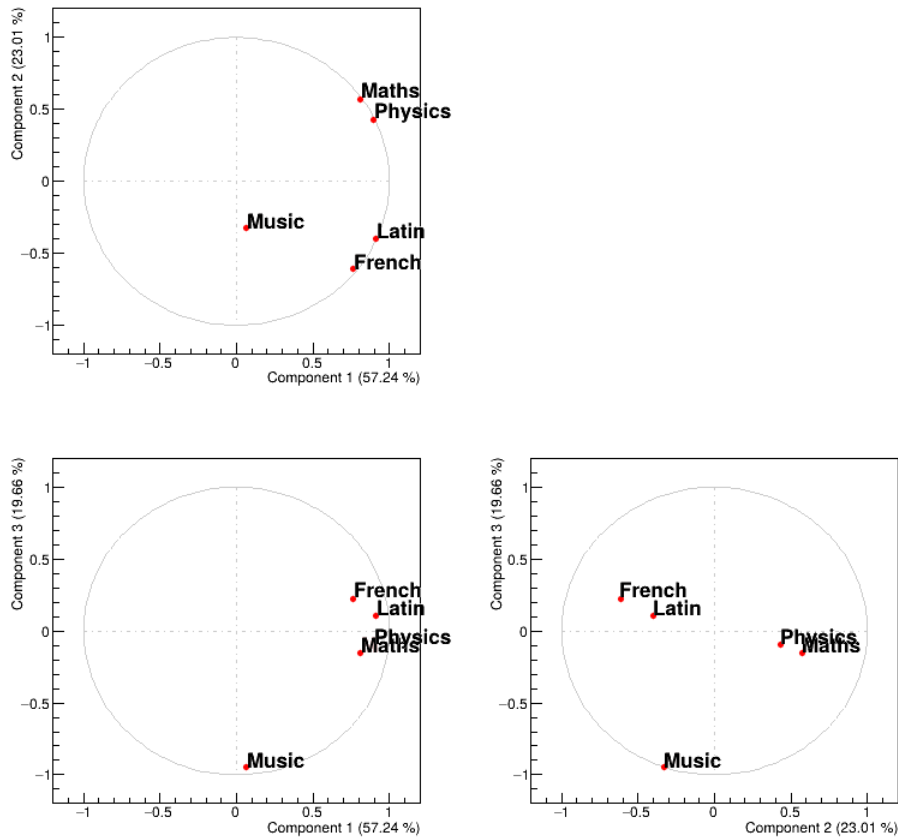 Component 2 (23.01 %)
1
0.5
0
−0.5
−1
Maths
Physics
Music
Latin
French
−1
−0.5
0
0.5
1
Component 1 (57.24 %)
Component 3 (19.66 %)
1
0.5
0
−0.5
−1
French
Latin
Physics
Maths
Music
−1
−0.5
0
0.5
1
Component 1 (57.24 %)
Component 3 (19.66 %)
1
0.5
0
−0.5
−1
French
Latin
Physics
Maths
Music
−1
−0.5
0
0.5
1
Component 2 (23.01 %)